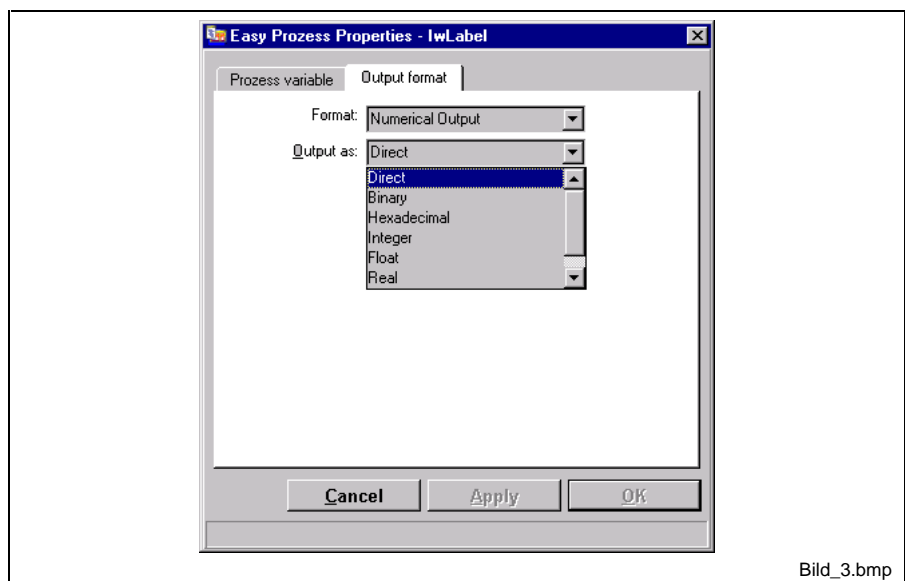 Easy Prozess Properties - IwLabel
Prozess variable
Output format
Format: Numerical Output
Output as: Direct
Direct
Binary
Hexadecimal
Integer
Float
Real
Cancel
Apply
OK
Bild_3.bmp